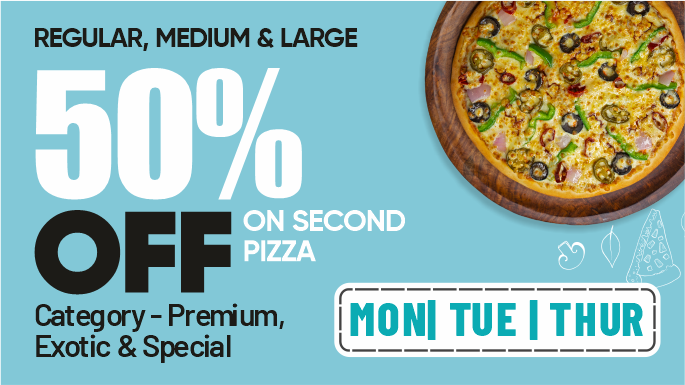 REGULAR, MEDIUM & LARGE
50%
OFF ON SECOND
PIZZA
Category - Premium,
Exotic & Special
MON| TUE | THUR